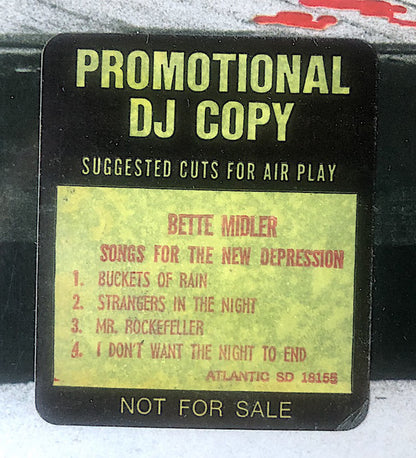 PROMOTIONAL
DJ COPY
SUGGESTED CUTS FOR AIR PLAY
BETTE MIDLER
SONGS FOR THE NEW DEPRESSION
1. BUCKETS OF RAIN
2. STRANGERS IN THE NIGHT
3. MR. ROCKEFELLER
4. I DON'T WANT THE NIGHT TO END
ATLANTIC SD 18155
NOT FOR SALE